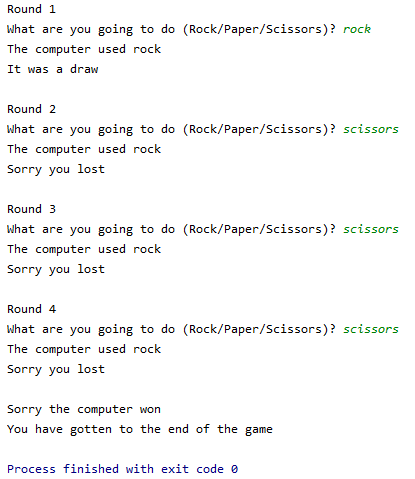 Round 1
What are you going to do (Rock/Paper/Scissors)? rock
The computer used rock
It was a draw
Round 2
What are you going to do (Rock/Paper/Scissors)? scissors
The computer used rock
Sorry you lost
Round 3
What are you going to do (Rock/Paper/Scissors)? scissors
The computer used rock
Sorry you lost
Round 4
What are you going to do (Rock/Paper/Scissors)? scissors
The computer used rock
Sorry you lost
Sorry the computer won
You have gotten to the end of the game
Process finished with exit code 0